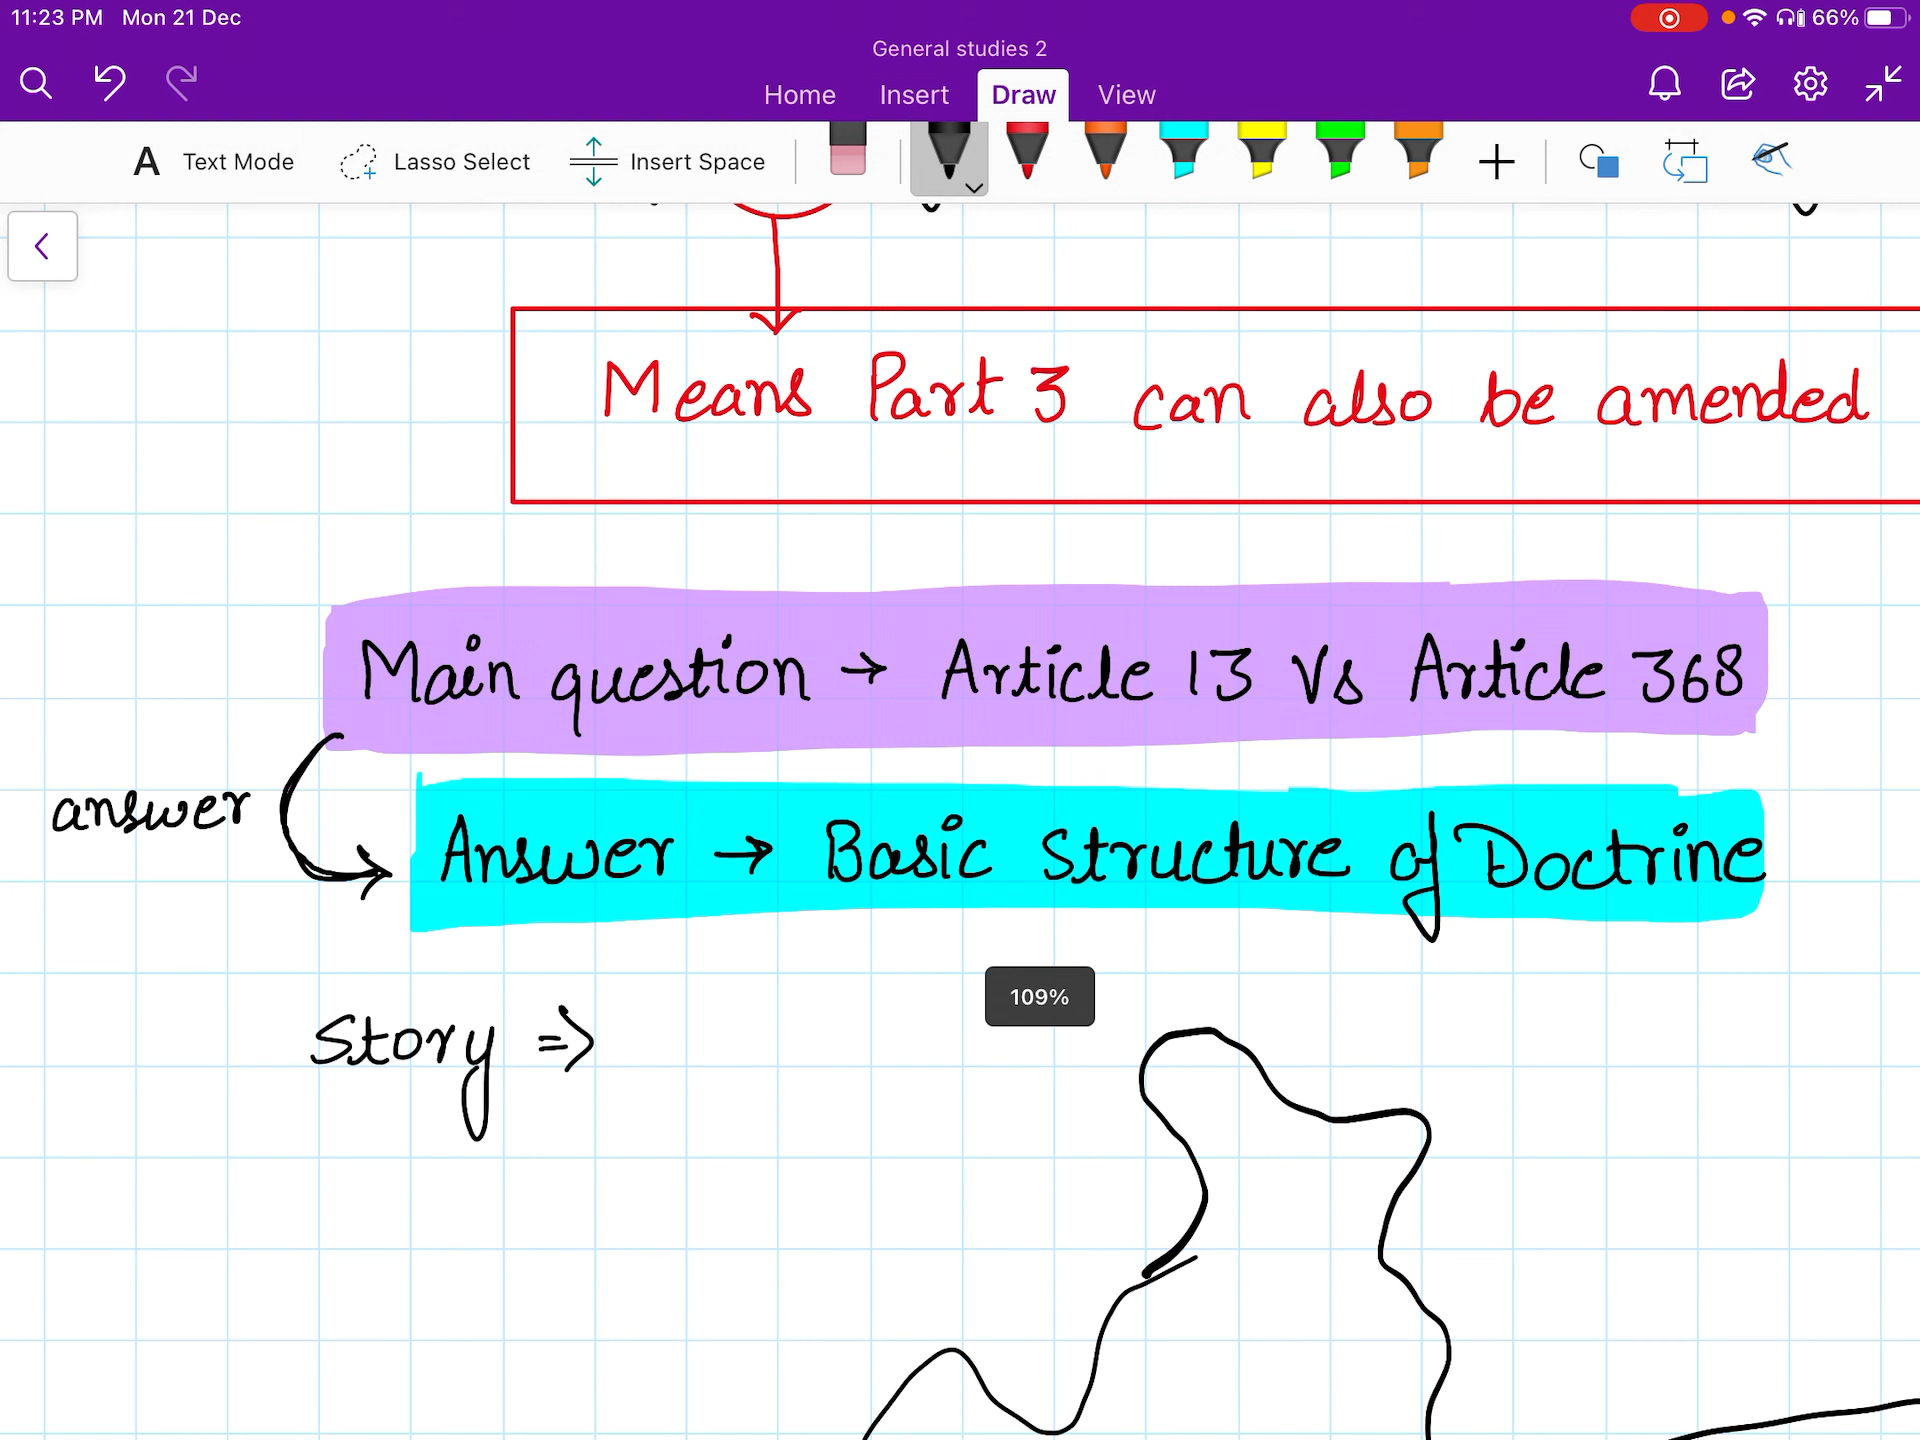 11:23 PM Mon 21 Dec
66%
General studies 2
Home Insert Draw View
A Text Mode Lasso Select Insert Space
Means Part 3 can also be amended
Main question → Article 13 Vs Article 368
answer
Answer → Basic Structure of Doctrine
109%
Story ⇒